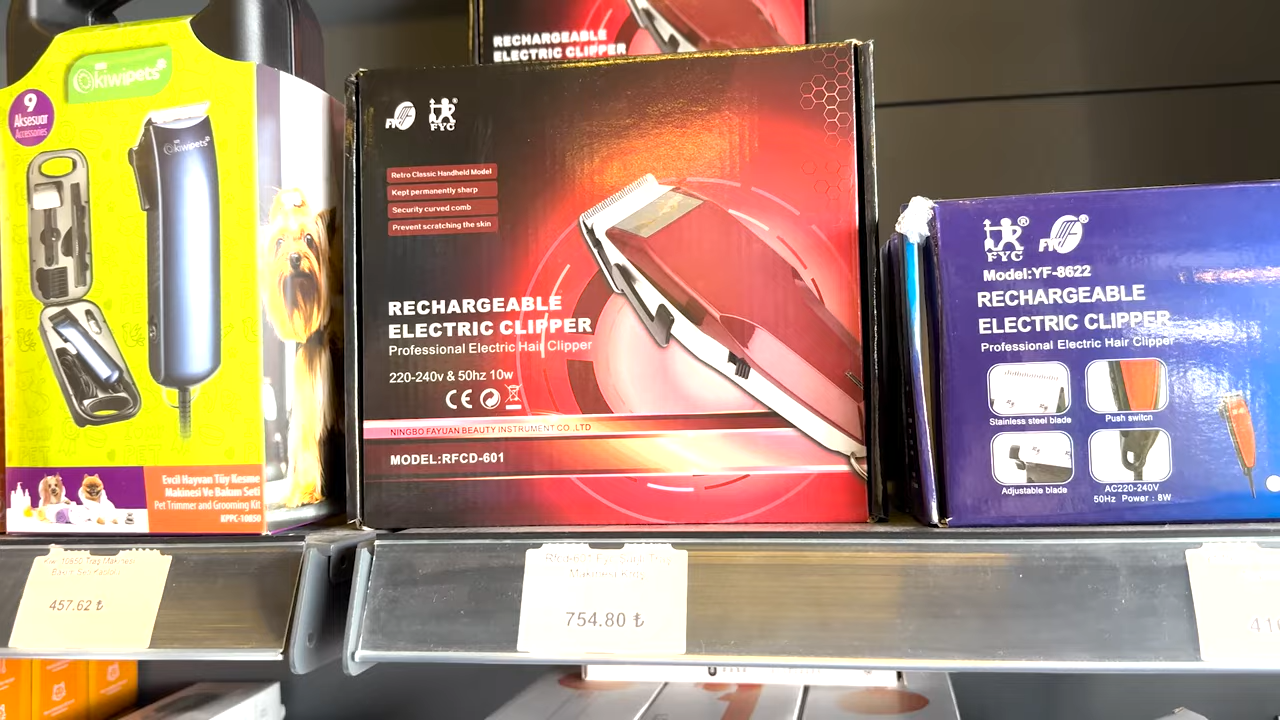 kiwipets
9
Aksesuar
Accessories
kiwipets
Evcil Hayvan Tüy Kesme
Makinesi Ve Bakım Seti
Pet Trimmer and Grooming Kit
KPPC-10850
457.62 ₺
RECHARGEABLE
ELECTRIC CLIPPER
FYC
Retro Classic Handheld Model
Kept permanently sharp
Security curved comb
Prevent scratching the skin
RECHARGEABLE
ELECTRIC CLIPPER
Professional Electric Hair Clipper
220-240v & 50hz 10w
CE
NINGBO FAYUAN BEAUTY INSTRUMENT CO.,LTD
MODEL:RFCD-601
754.80 ₺
FYC
Model:YF-8622
RECHARGEABLE
ELECTRIC CLIPPER
Professional Electric Hair Clipper
Stainless steel blade
Push switch
Adjustable blade
AC220-240V
50Hz Power : 8W